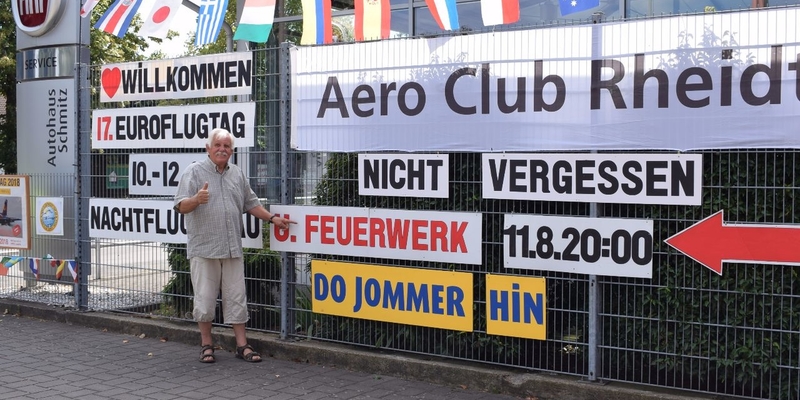 SERVICE
Autohaus
Schmitz
WILLKOMMEN
17. EUROFLUGTAG
10.-12
NACHTFLUG
U. FEUERWERK
Aero Club Rheidt
NICHT VERGESSEN
11.8.20:00
DO JOMMER HiN